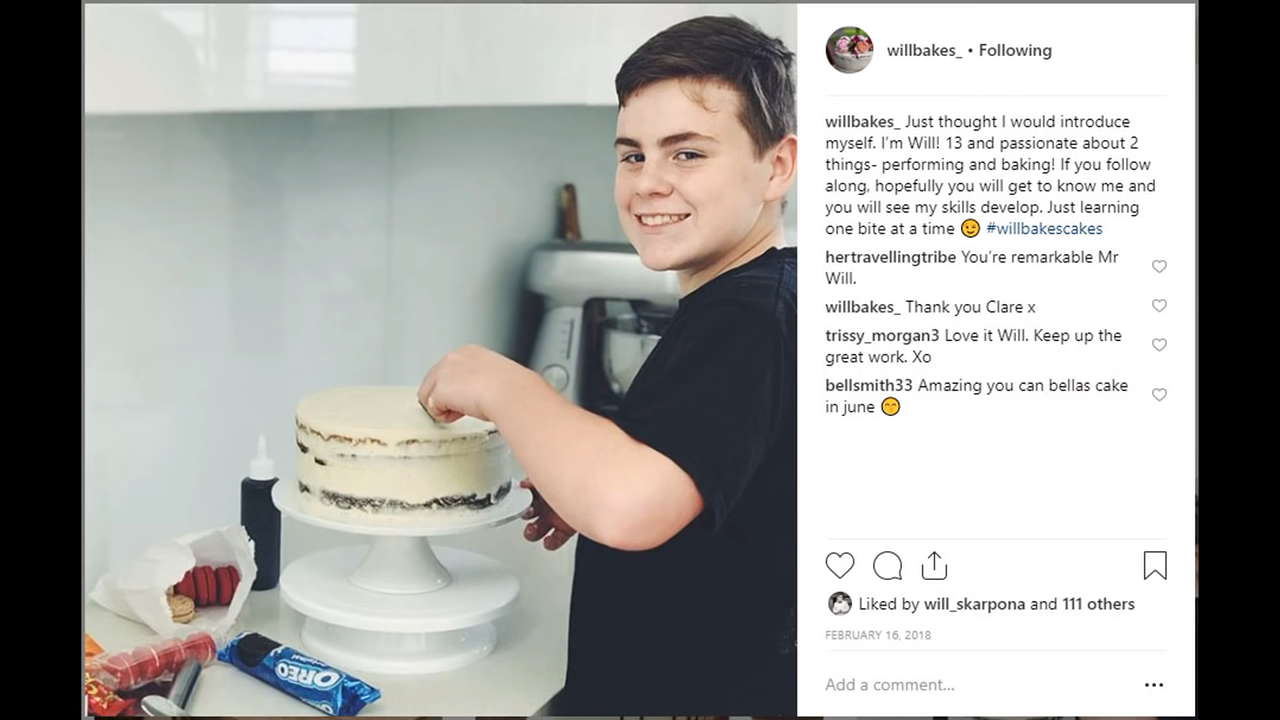 willbakes_ • Following
willbakes_ Just thought I would introduce
myself. I'm Will! 13 and passionate about 2
things- performing and baking! If you follow
along, hopefully you will get to know me and
you will see my skills develop. Just learning
one bite at a time 😉 #willbakescakes
hertravellingtribe You're remarkable Mr
Will.
willbakes_ Thank you Clare x
trissy_morgan3 Love it Will. Keep up the
great work. Xo
bellsmith33 Amazing you can bellas cake
in june 😙
Liked by will_skarpona and 111 others
FEBRUARY 16, 2018
Add a comment...
Original
OREO